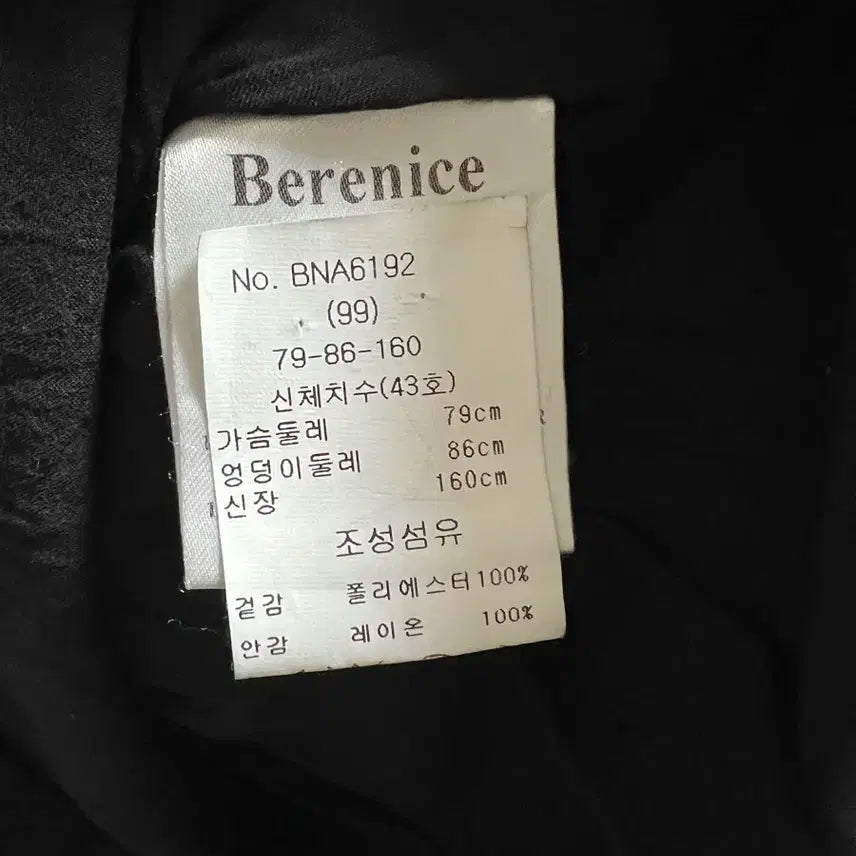 Berenice
No. BNA6192
(99)
79-86-160
신체치수(43호)
가슴둘레 79cm
엉덩이둘레 86cm
신장 160cm
조성섬유
겉감 폴리에스터100%
안감 레이온 100%